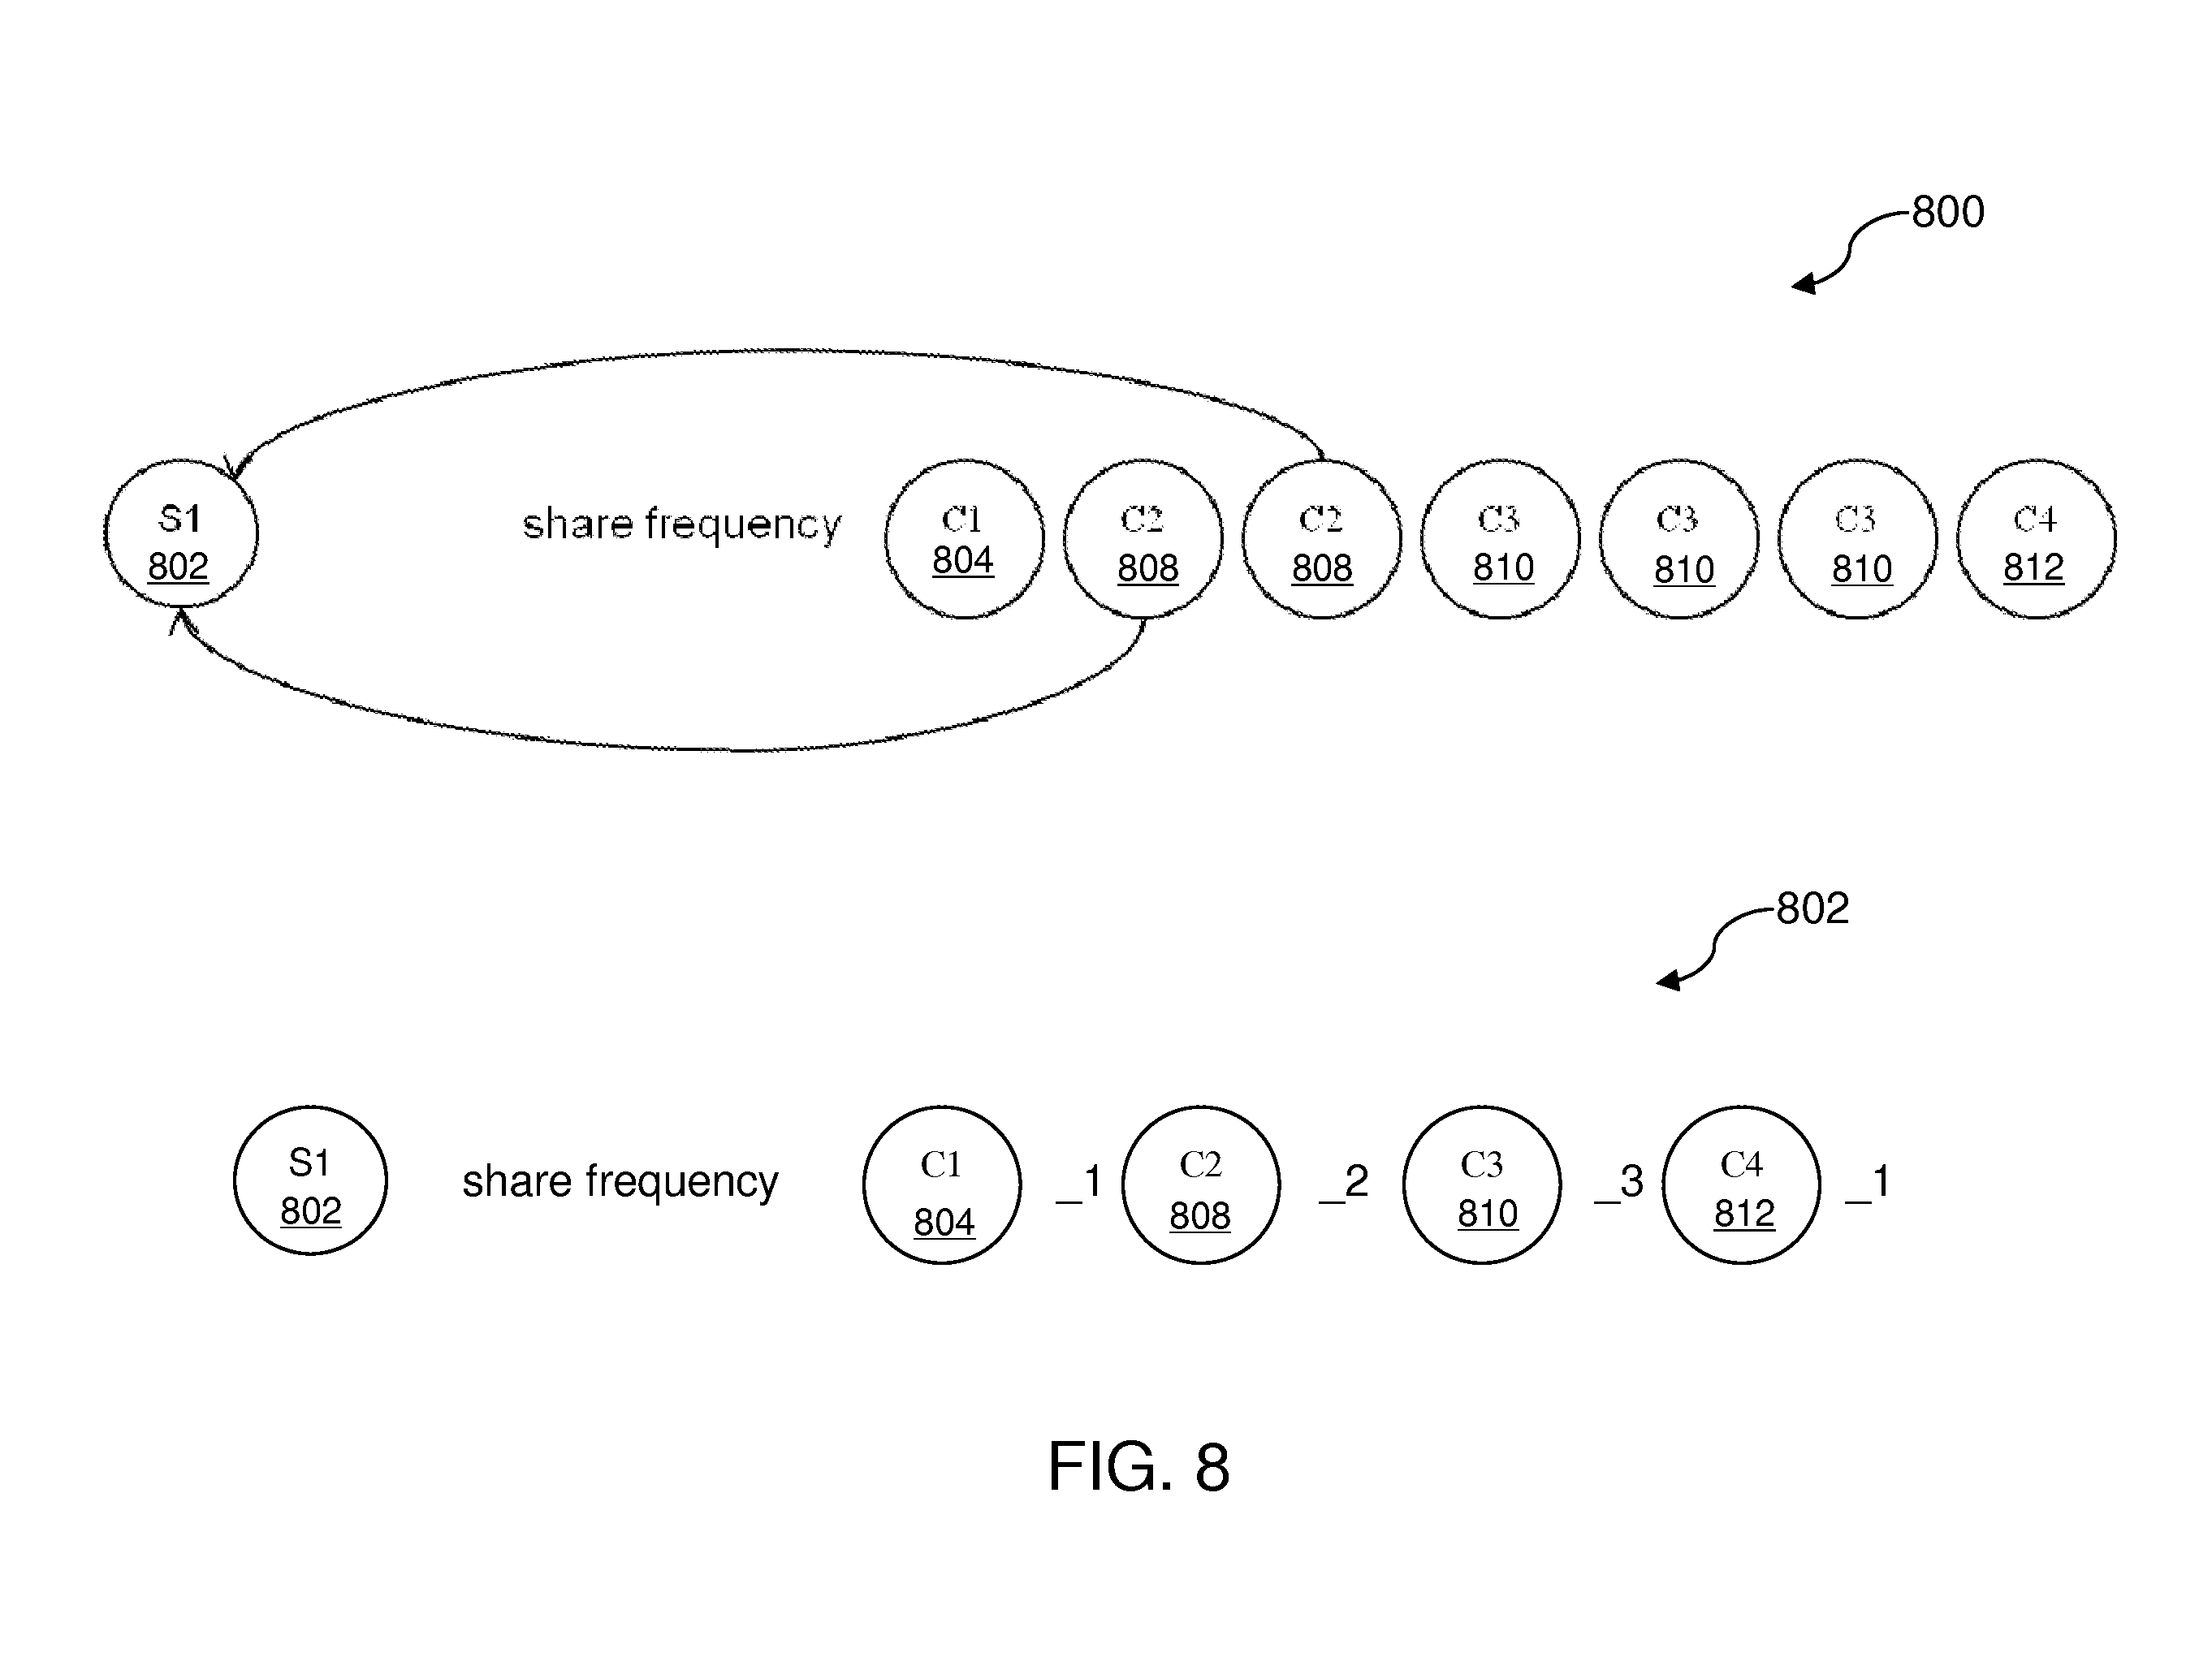 800
S1 share frequency C1 C2 C2 C3 C3 C3 C4
802 804 808 808 810 810 810 812
802
S1 share frequency C1 _1 C2 _2 C3 _3 C4 _1
802 804 808 810 812
FIG. 8